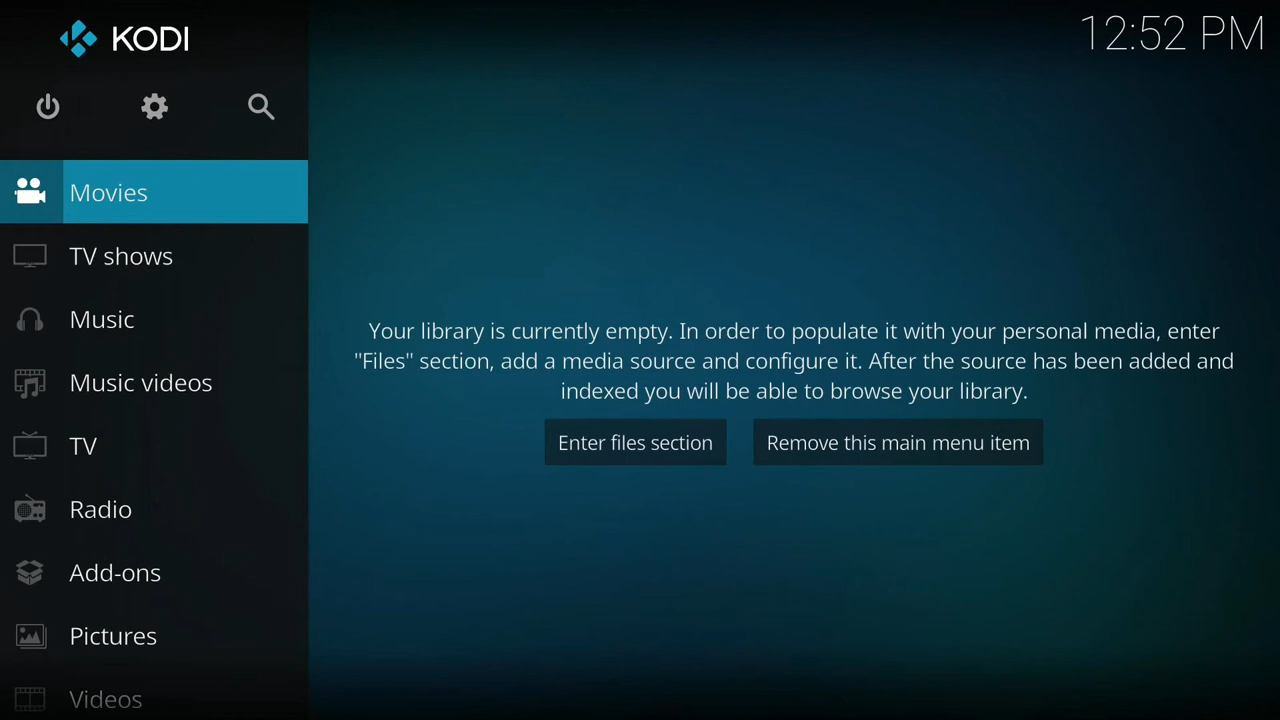 KODI
12:52 PM
Movies
TV shows
Music
Music videos
TV
Radio
Add-ons
Pictures
Videos
Your library is currently empty. In order to populate it with your personal media, enter
"Files" section, add a media source and configure it. After the source has been added and
indexed you will be able to browse your library.
Enter files section
Remove this main menu item